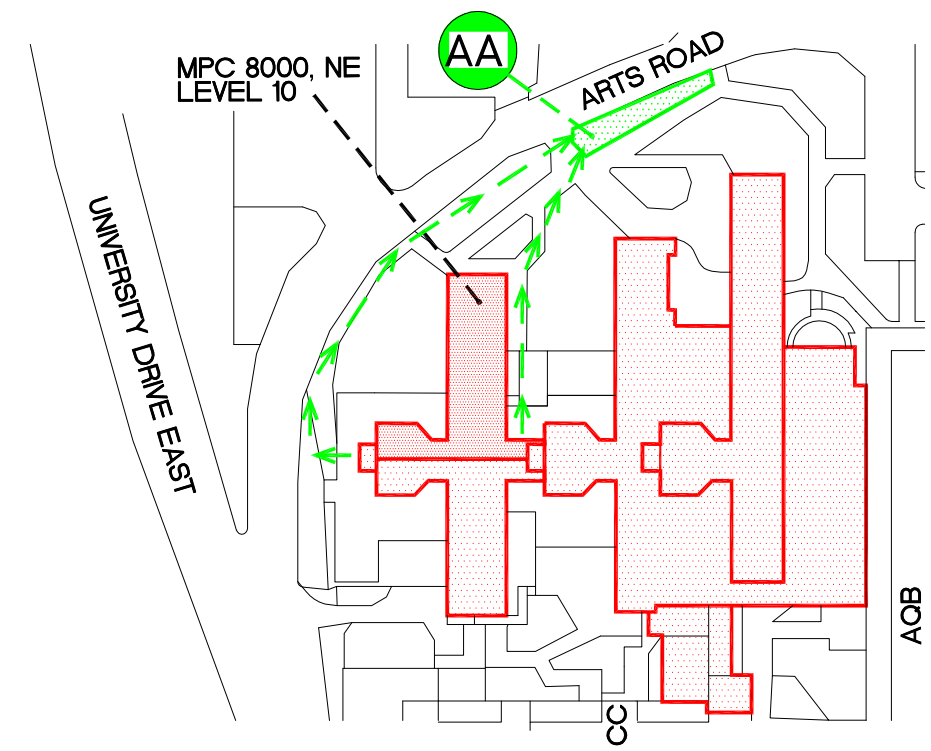 AA
ARTS ROAD
MPC 8000, NE
LEVEL 10
UNIVERSITY DRIVE EAST
AQB
CC